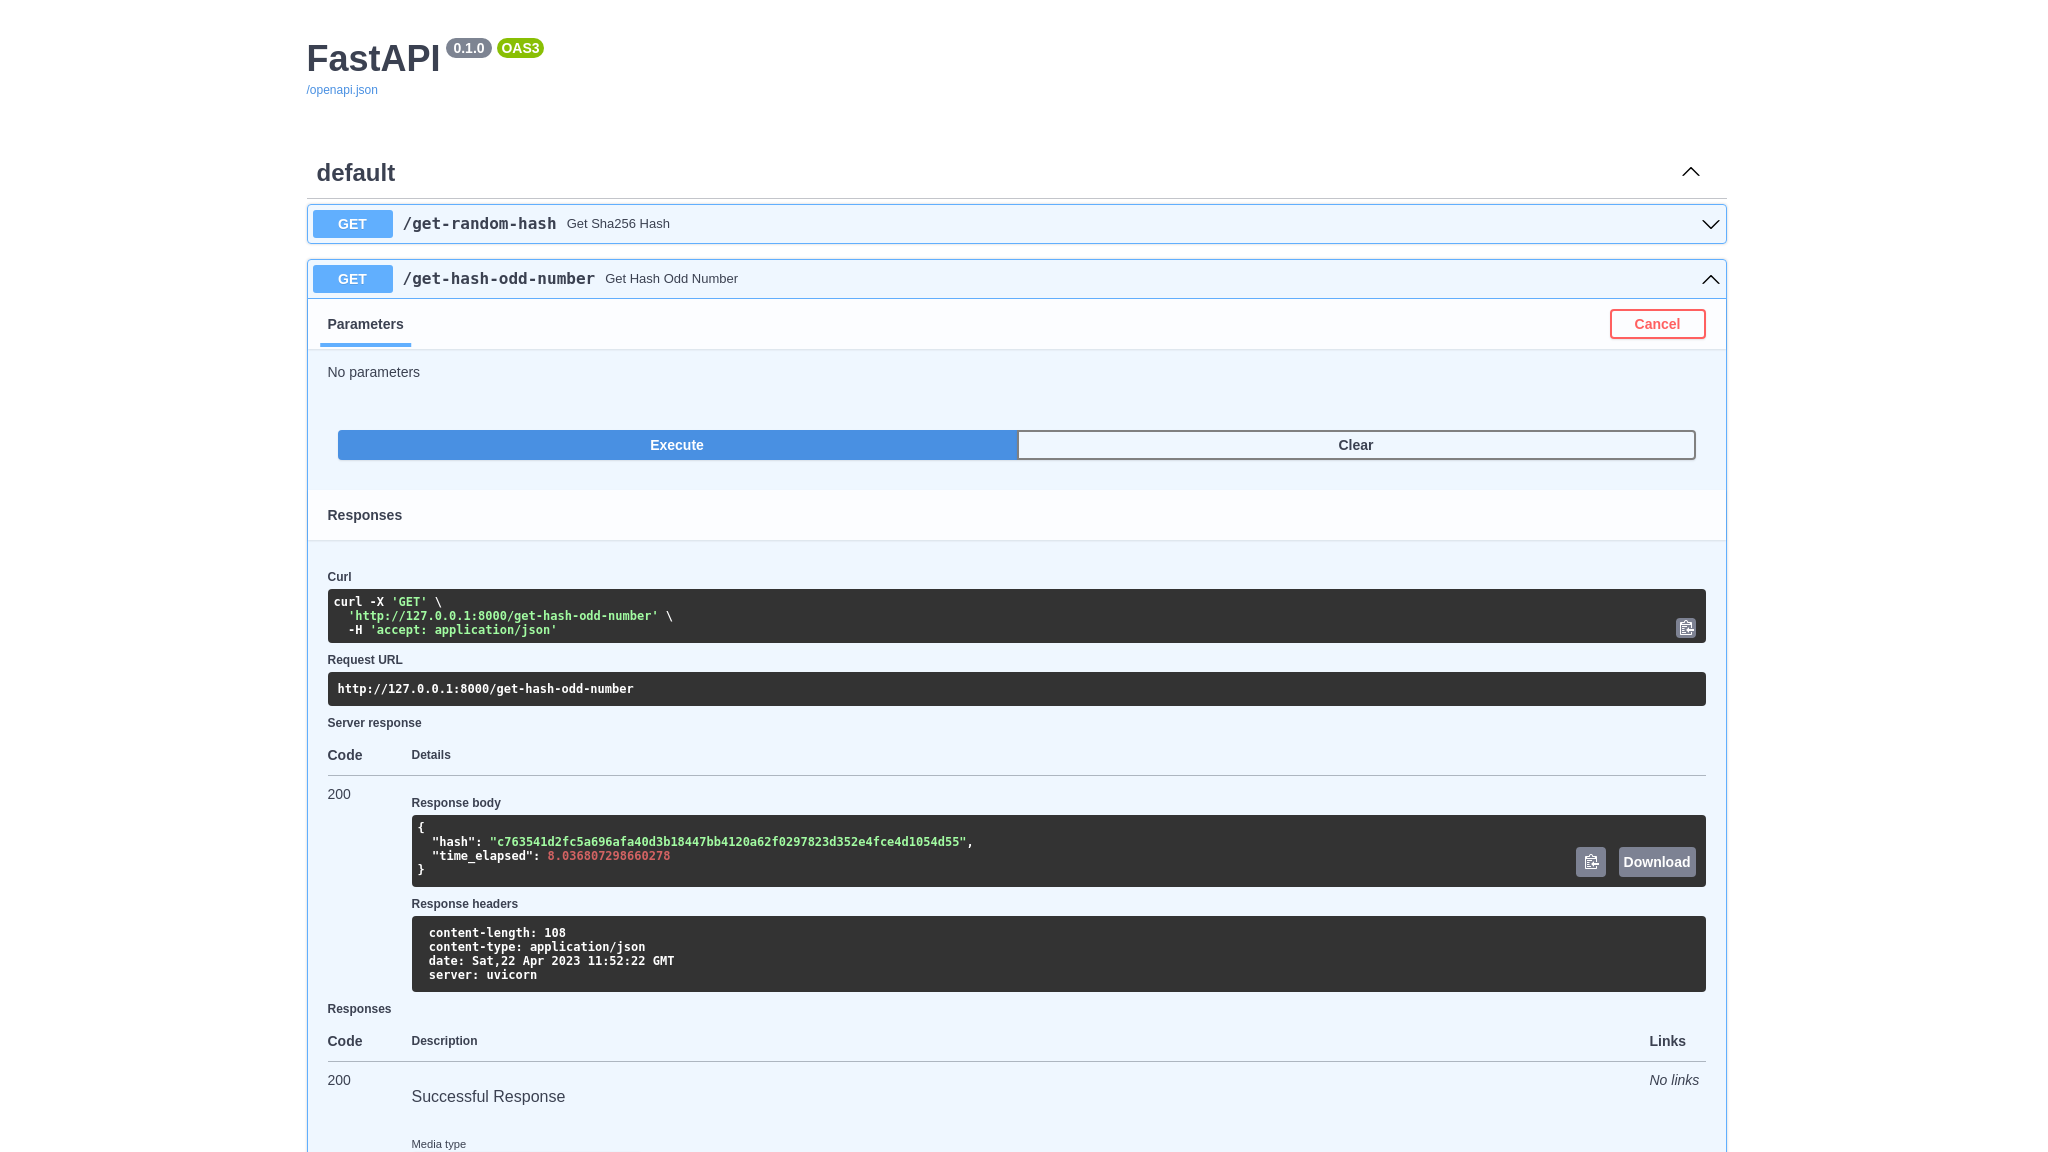 FastAPI 0.1.0 OAS3
/openapi.json
default
GET /get-random-hash Get Sha256 Hash
GET /get-hash-odd-number Get Hash Odd Number
Parameters Cancel
No parameters
Execute Clear
Responses
Curl
curl -X 'GET' \
'http://127.0.0.1:8000/get-hash-odd-number' \
-H 'accept: application/json'
Request URL
http://127.0.0.1:8000/get-hash-odd-number
Server response
Code Details
200
Response body
{
"hash": "c763541d2fc5a696afa40d3b18447bb4120a62f0297823d352e4fce4d1054d55",
"time_elapsed": 8.036807298660278
}
Download
Response headers
content-length: 108
content-type: application/json
date: Sat,22 Apr 2023 11:52:22 GMT
server: uvicorn
Responses
Code Description Links
200 No links
Successful Response
Media type